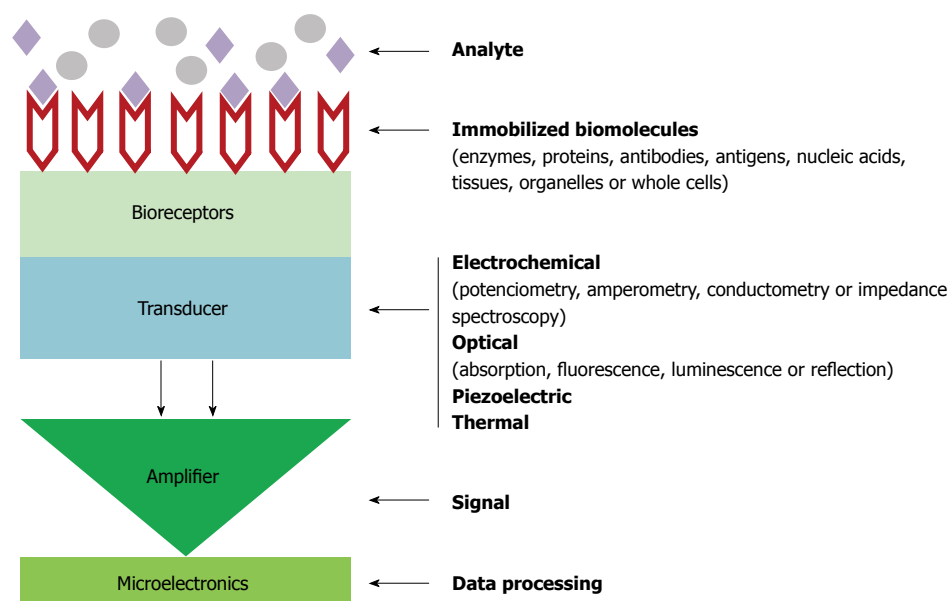 Analyte
Immobilized biomolecules
(enzymes, proteins, antibodies, antigens, nucleic acids,
tissues, organelles or whole cells)
Bioreceptors
Electrochemical
(potenciometry, amperometry, conductometry or impedance
spectroscopy)
Transducer
Optical
(absorption, fluorescence, luminescence or reflection)
Piezoelectric
Thermal
Amplifier
Signal
Microelectronics
Data processing